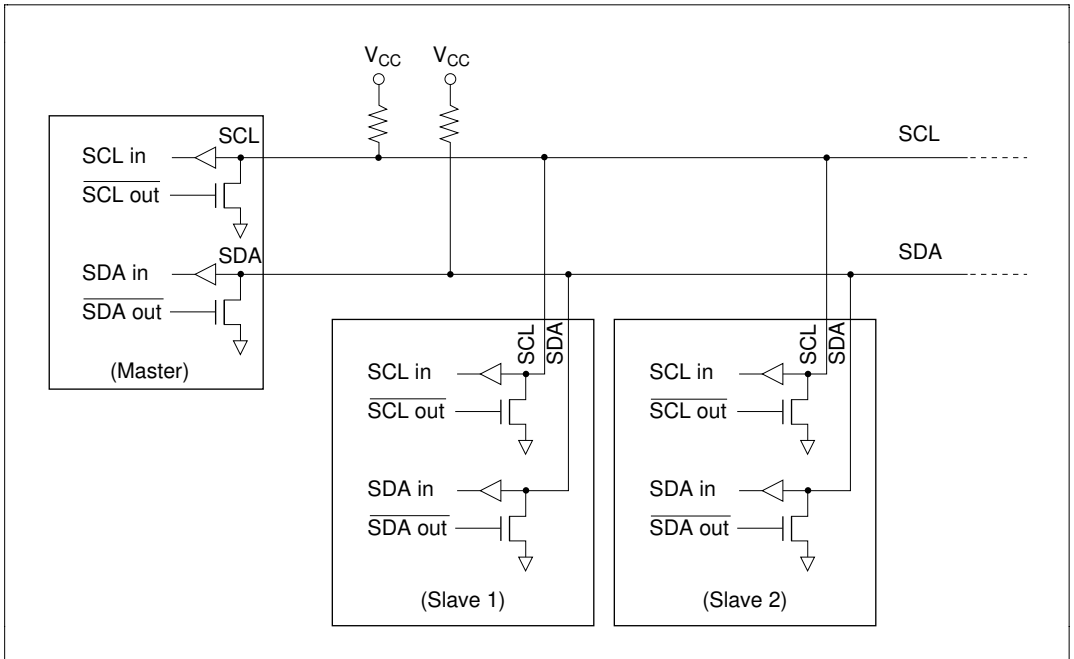 VCC VCC
SCL
SCL in
SCL out
SDA
SDA in
SDA out
(Master)
SCL
SDA
SCL
SDA
SCL in
SCL out
SDA in
SDA out
(Slave 1)
SCL
SDA
SCL in
SCL out
SDA in
SDA out
(Slave 2)